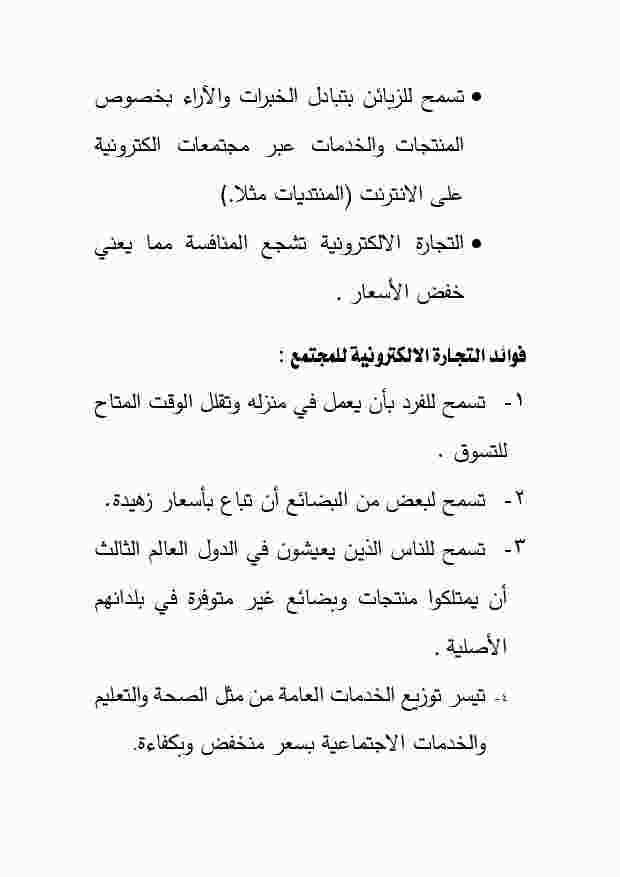 • تسمح للزبائن بتبادل الخبرات والآراء بخصوص
المنتجات والخدمات عبر مجتمعات الكترونية
على الانترنت (المنتديات مثلا.)
• التجارة الالكترونية تشجع المنافسة مما يعني
خفض الأسعار .
فوائد التجارة الالكترونية للمجتمع :
١- تسمح للفرد بأن يعمل في منزله وتقلل الوقت المتاح
للتسوق .
٢- تسمح لبعض من البضائع أن تباع بأسعار زهيدة.
٣- تسمح للناس الذين يعيشون في الدول العالم الثالث
أن يمتلكوا منتجات وبضائع غير متوفرة في بلدانهم
الأصلية .
٤- تيسر توزيع الخدمات العامة من مثل الصحة والتعليم
والخدمات الاجتماعية بسعر منخفض وبكفاءة.